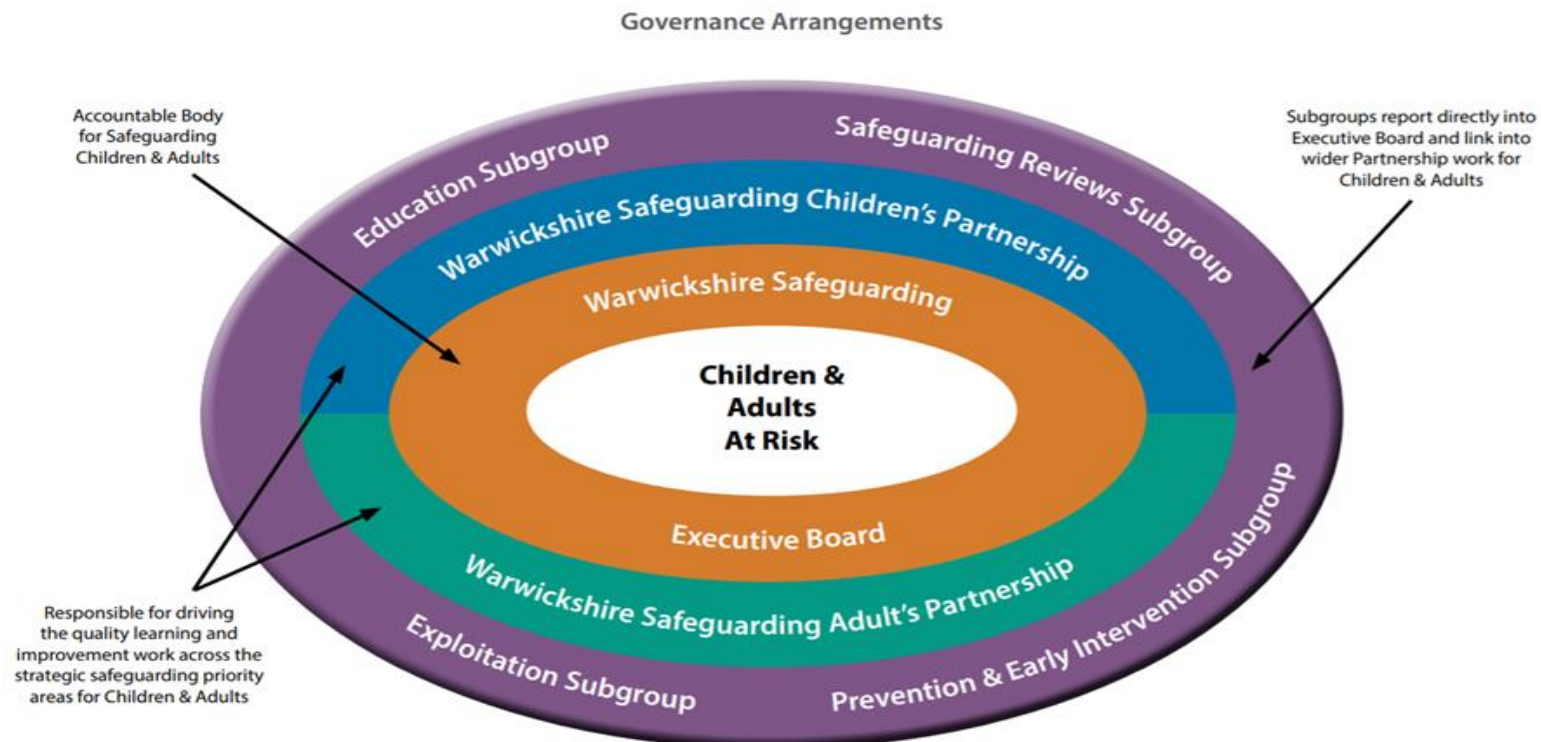 Governance Arrangements
Accountable Body
for Safeguarding
Children & Adults
Subgroups report directly into
Executive Board and link into
wider Partnership work for
Children & Adults
Education Subgroup
Safeguarding Reviews Subgroup
Warwickshire Safeguarding Children's Partnership
Warwickshire Safeguarding
Children &
Adults
At Risk
Executive Board
Warwickshire Safeguarding Adult's Partnership
Exploitation Subgroup
Prevention & Early Intervention Subgroup
Responsible for driving
the quality learning and
improvement work across the
strategic safeguarding priority
areas for Children & Adults